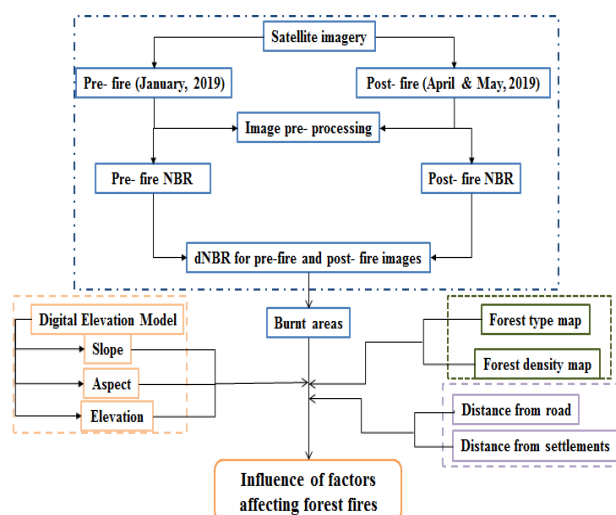 Satellite imagery
Pre- fire (January, 2019)
Post- fire (April & May, 2019)
Image pre- processing
Pre- fire NBR
Post- fire NBR
dNBR for pre-fire and post- fire images
Burnt areas
Digital Elevation Model
Slope
Aspect
Elevation
Forest type map
Forest density map
Distance from road
Distance from settlements
Influence of factors
affecting forest fires